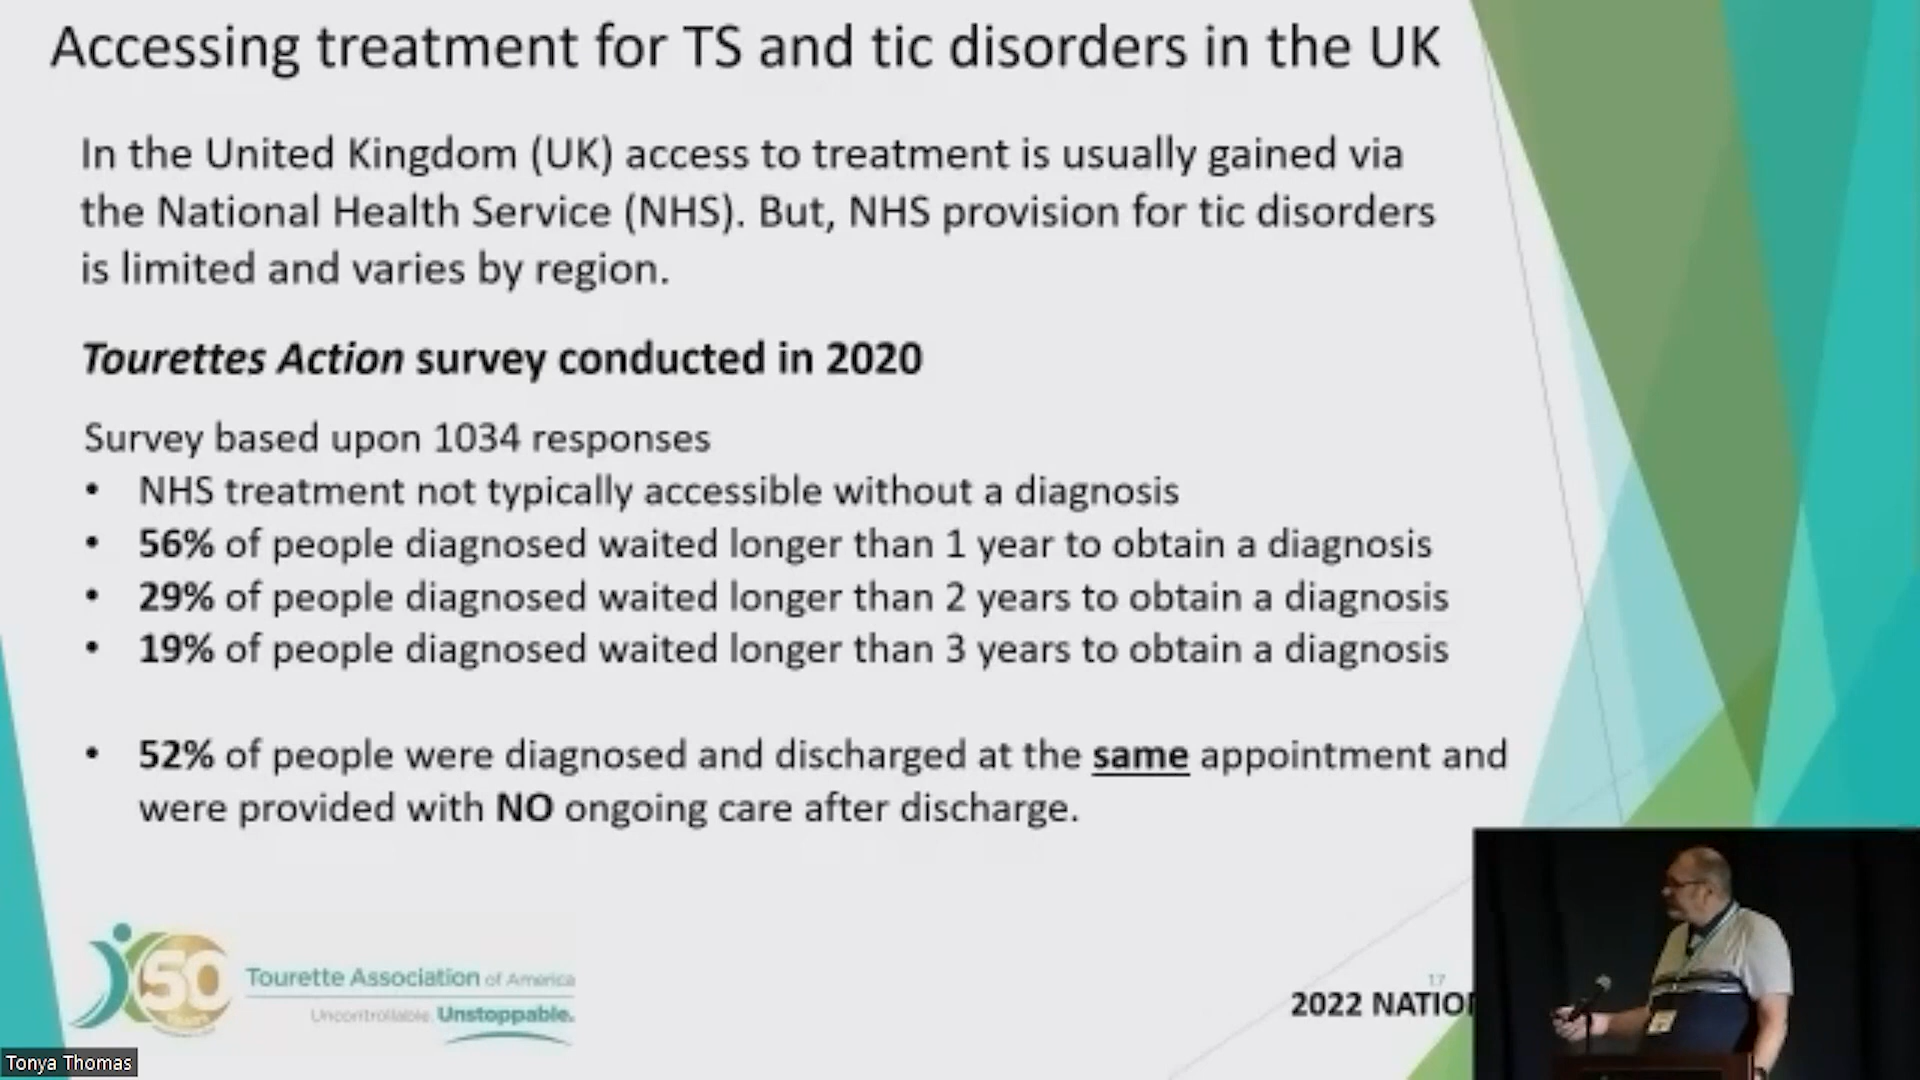 Accessing treatment for TS and tic disorders in the UK
In the United Kingdom (UK) access to treatment is usually gained via
the National Health Service (NHS). But, NHS provision for tic disorders
is limited and varies by region.
Tourettes Action survey conducted in 2020
Survey based upon 1034 responses
• NHS treatment not typically accessible without a diagnosis
• 56% of people diagnosed waited longer than 1 year to obtain a diagnosis
• 29% of people diagnosed waited longer than 2 years to obtain a diagnosis
• 19% of people diagnosed waited longer than 3 years to obtain a diagnosis
• 52% of people were diagnosed and discharged at the same appointment and
were provided with NO ongoing care after discharge.
50
YEARS
Tourette Association of America
Uncontrollable. Unstoppable.
17
2022 NATIO
Tonya Thomas